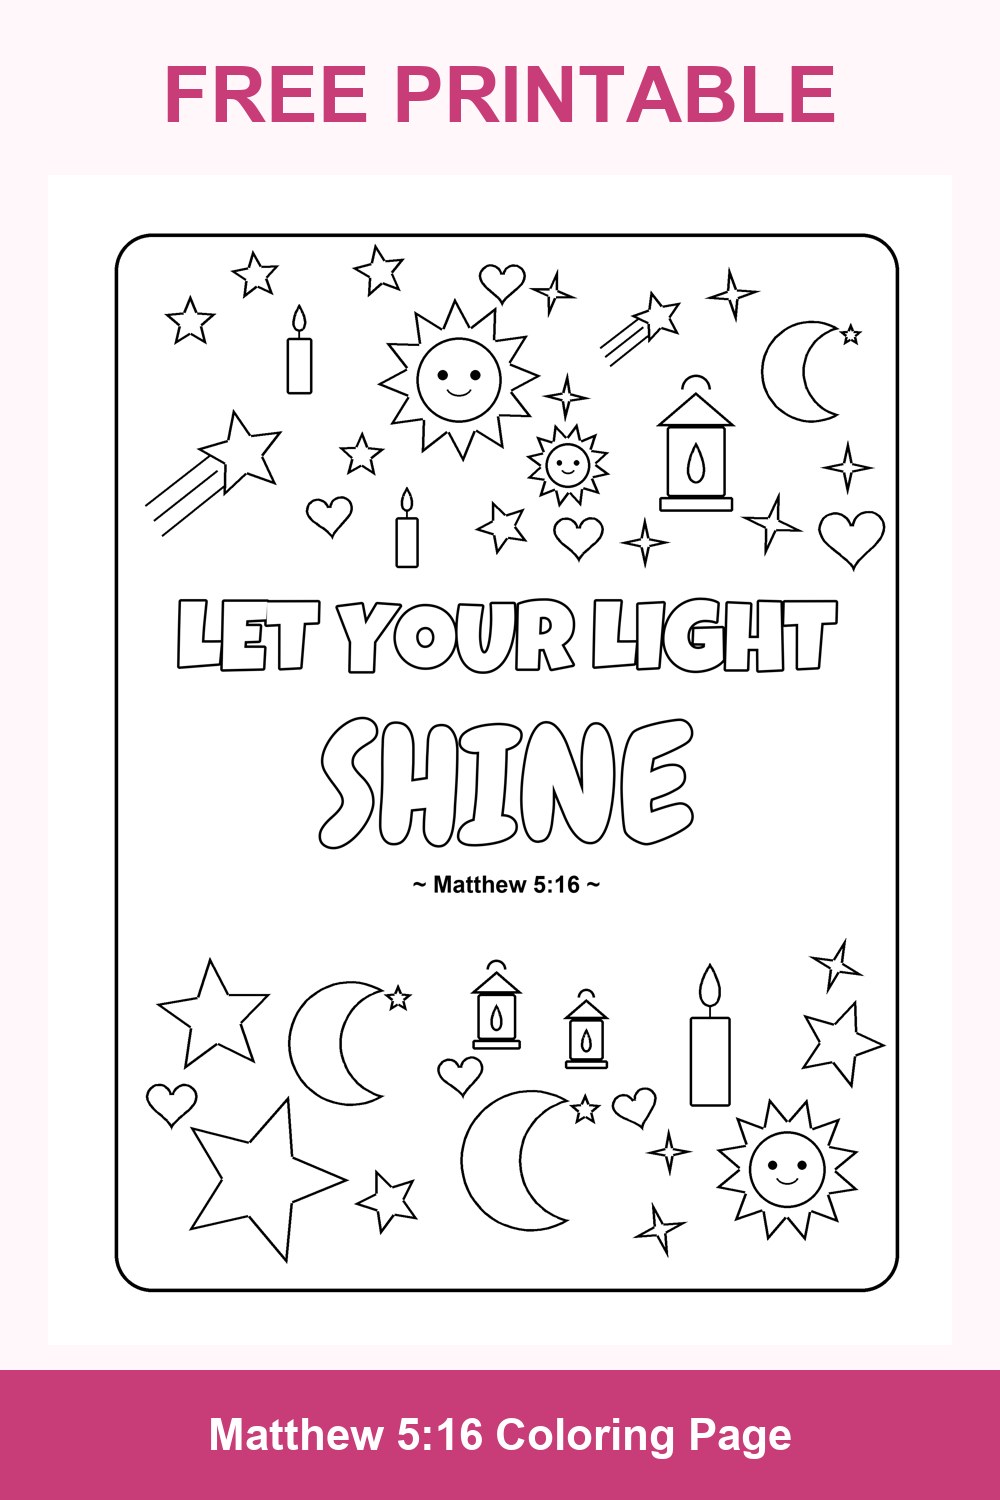 FREE PRINTABLE
LET YOUR LIGHT
SHINE
~ Matthew 5:16 ~
Matthew 5:16 Coloring Page